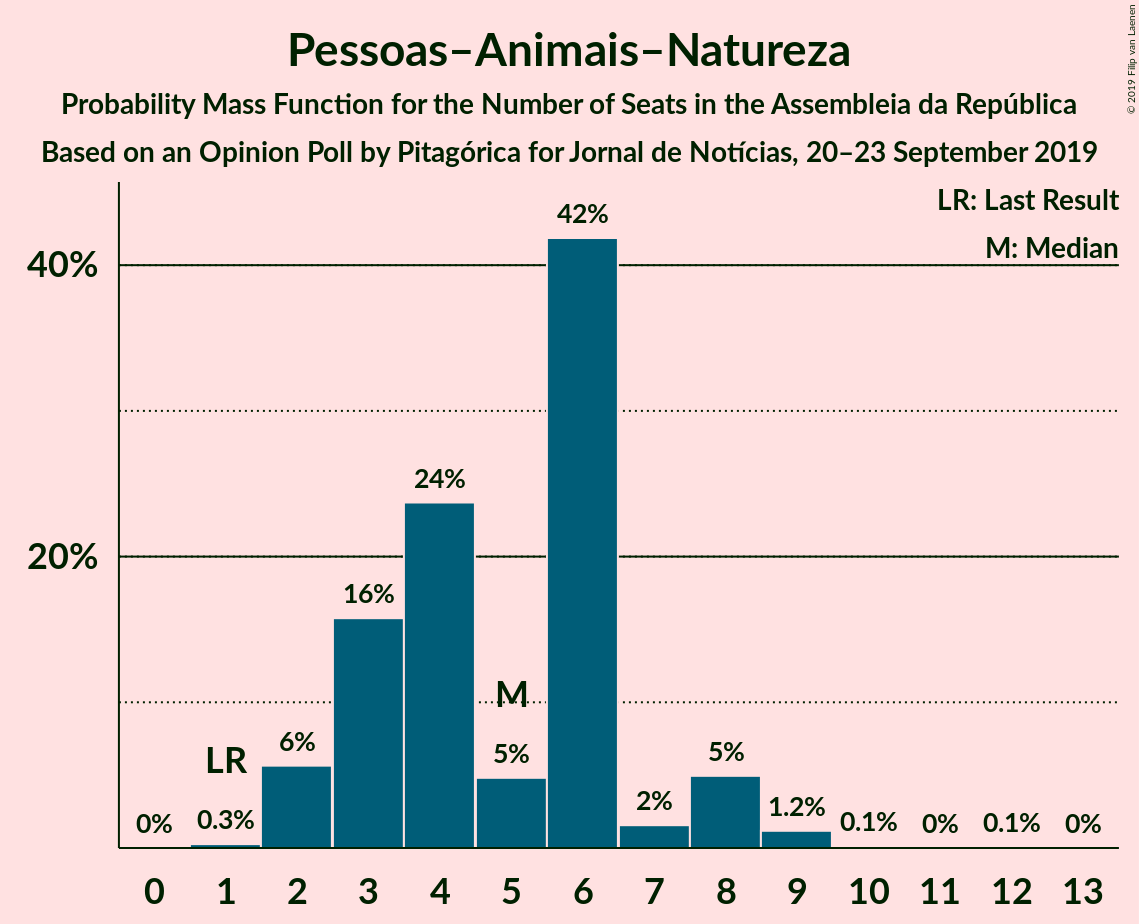 Pessoas–Animais–Natureza
Probability Mass Function for the Number of Seats in the Assembleia da República
Based on an Opinion Poll by Pitagórica for Jornal de Notícias, 20–23 September 2019
© 2019 Filip van Laenen
LR: Last Result
M: Median
42%
40%
24%
20%
16%
M
LR
6%
5%
5%
2%
1.2%
0%
0.3%
0.1%
0%
0.1%
0%
0 1 2 3 4 5 6 7 8 9 10 11 12 13